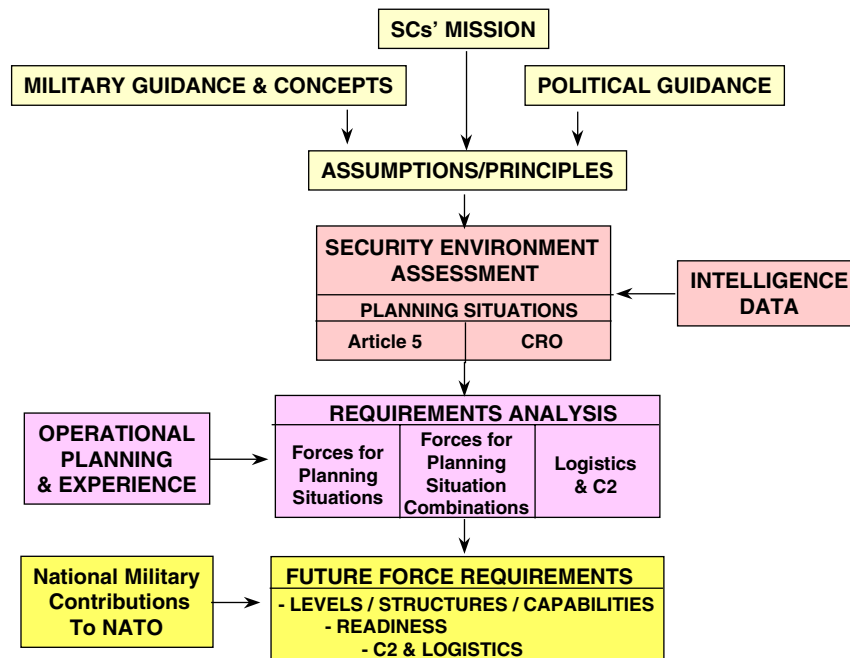 SCs' MISSION
MILITARY GUIDANCE & CONCEPTS
POLITICAL GUIDANCE
ASSUMPTIONS/PRINCIPLES
SECURITY ENVIRONMENT
ASSESSMENT
PLANNING SITUATIONS
Article 5
CRO
INTELLIGENCE
DATA
OPERATIONAL
PLANNING
& EXPERIENCE
REQUIREMENTS ANALYSIS
Forces for
Planning
Situations
Forces for
Planning
Situation
Combinations
Logistics
& C2
National Military
Contributions
To NATO
FUTURE FORCE REQUIREMENTS
- LEVELS / STRUCTURES / CAPABILITIES
- READINESS
- C2 & LOGISTICS